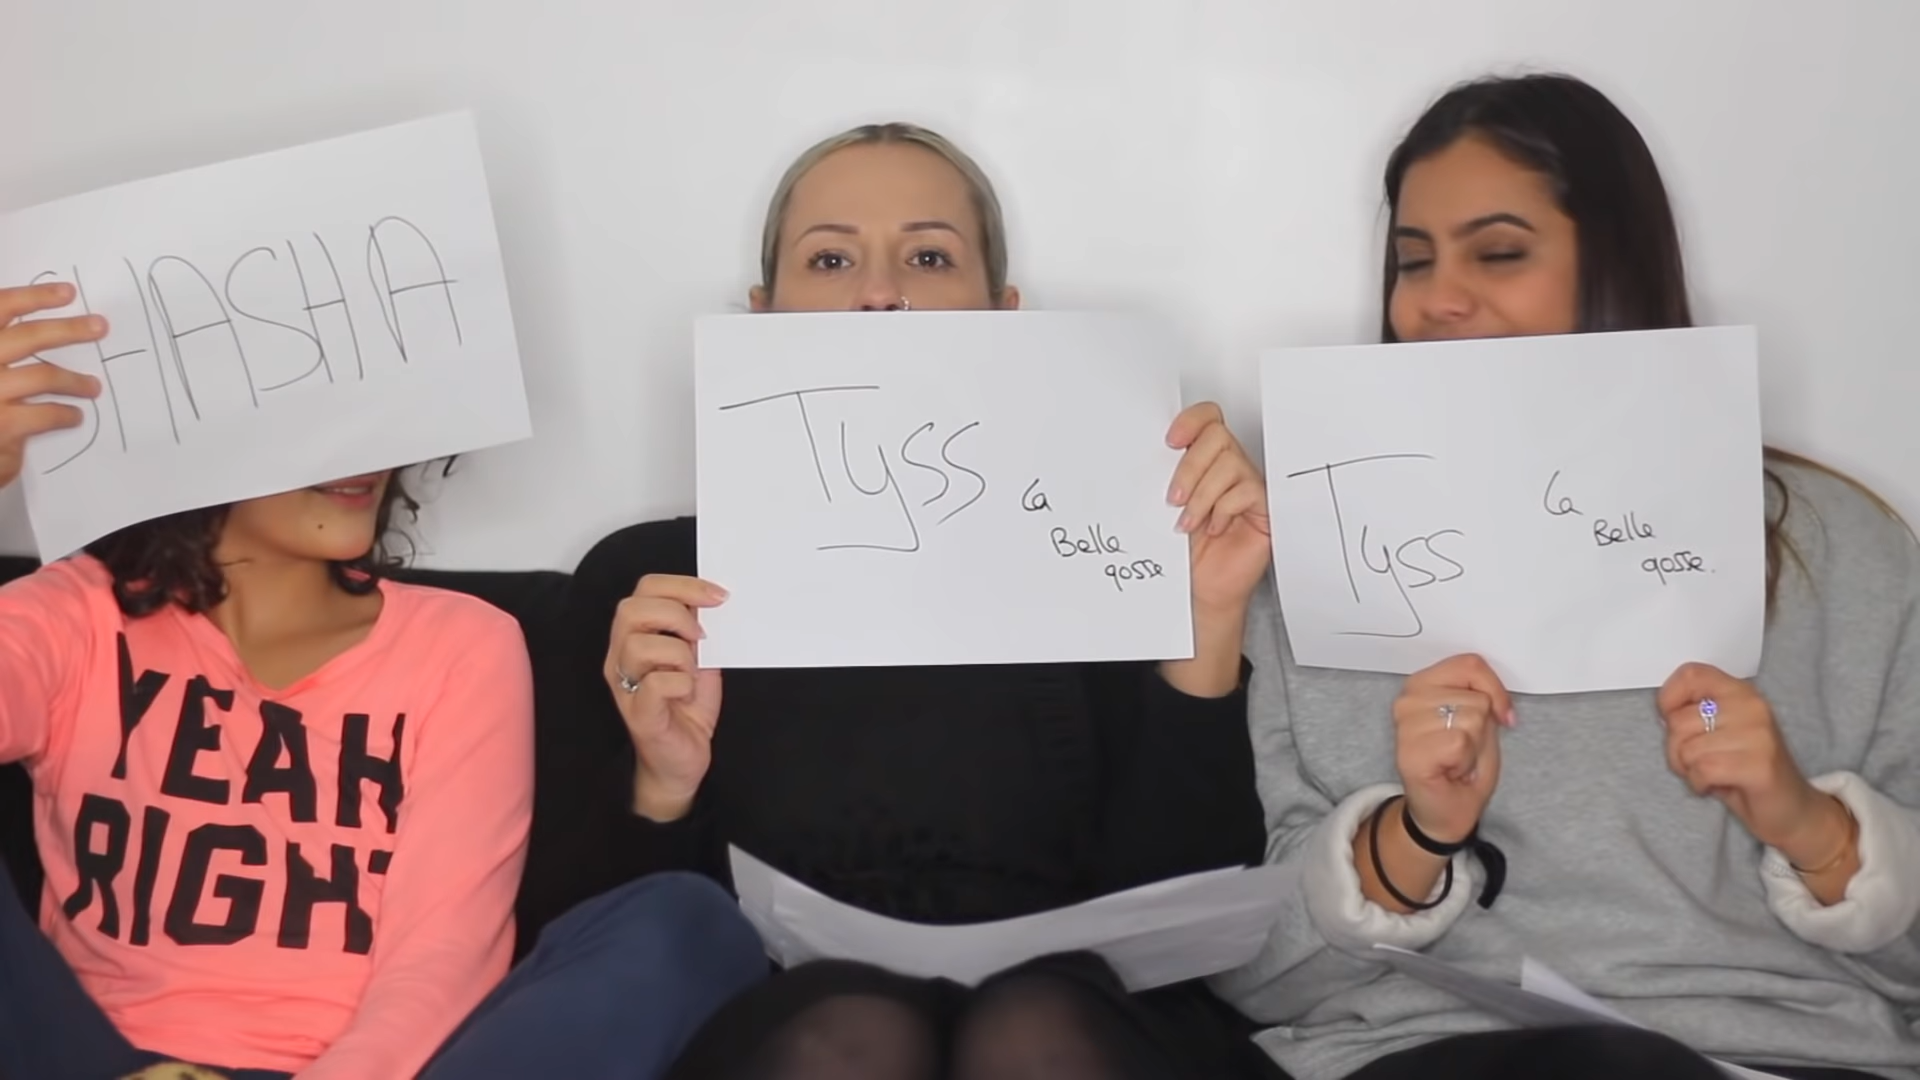 SHASHA
Tyss
La
Belle
gosse
Tyss
La
Belle
gosse.
YEAH
RIGHT